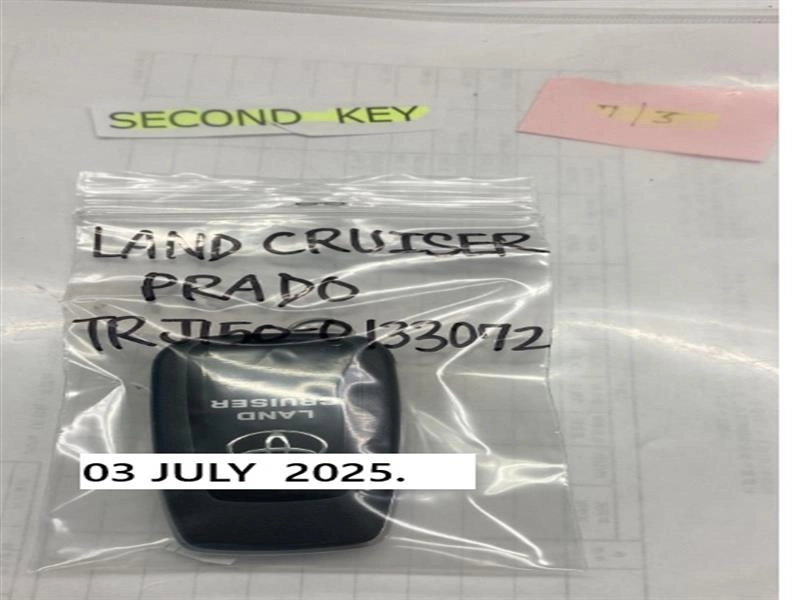 SECOND KEY
7/3
LAND CRUISER
PRADO
TRJ150-0133072
LAND
CRUISER
03 JULY 2025.